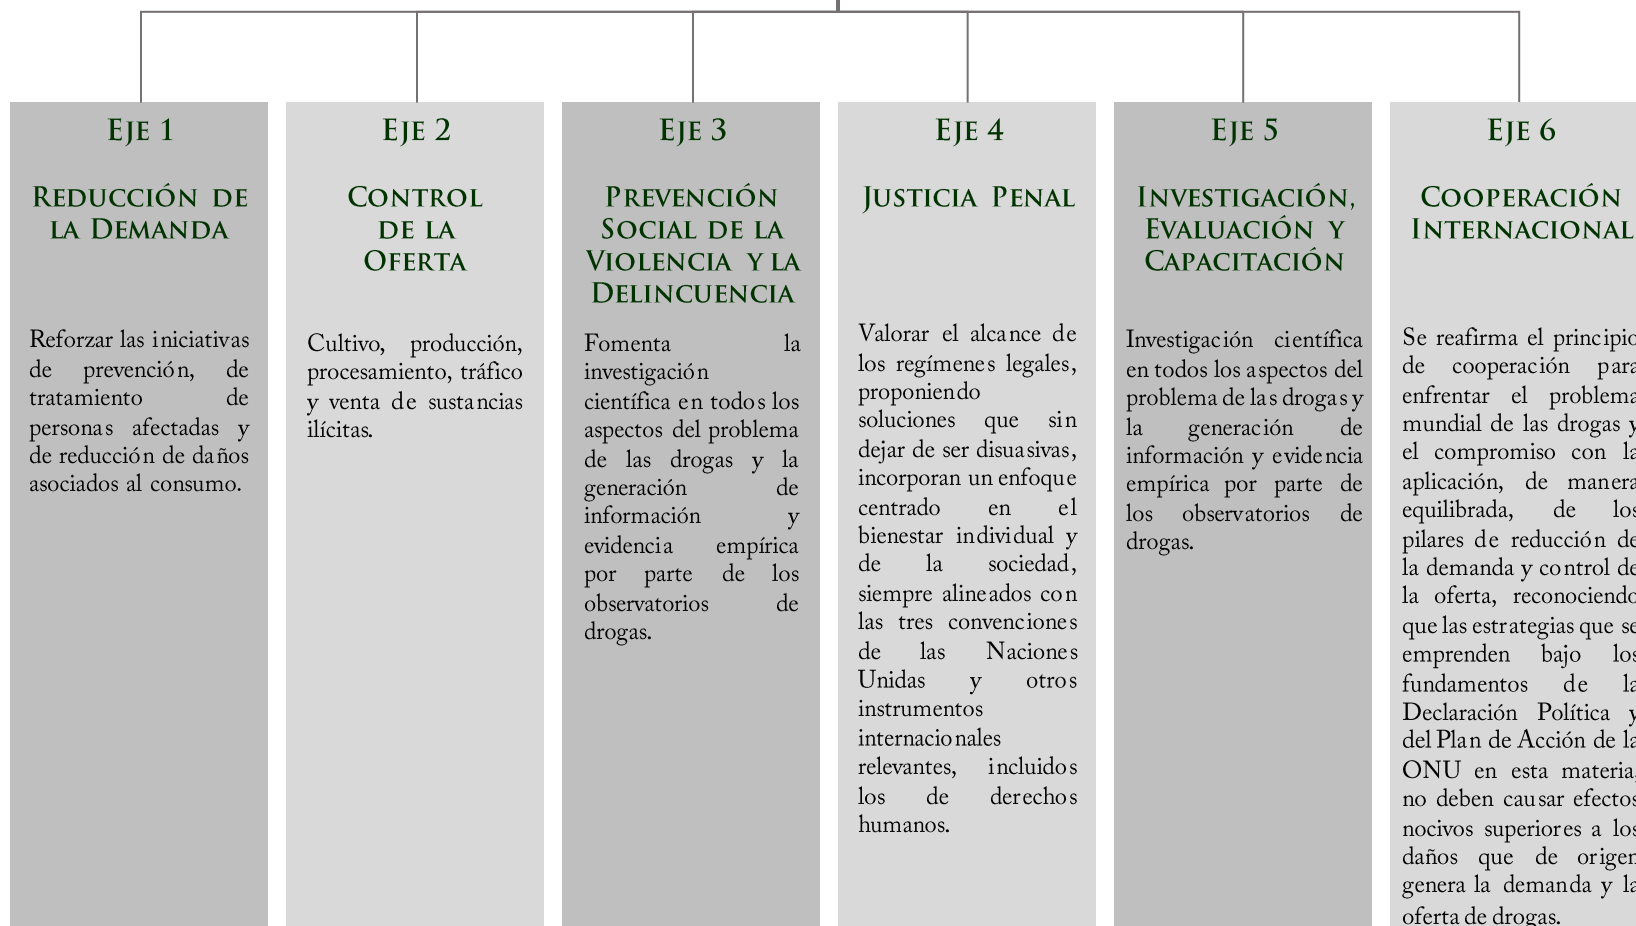 EJE 1
REDUCCIÓN DE
LA DEMANDA
Reforzar las iniciativas
de prevención, de
tratamiento de
personas afectadas y
de reducción de daños
asociados al consumo.
EJE 2
CONTROL
DE LA
OFERTA
Cultivo, producción,
procesamiento, tráfico
y venta de sustancias
ilícitas.
EJE 3
PREVENCIÓN
SOCIAL DE LA
VIOLENCIA Y LA
DELINCUENCIA
Fomenta la
investigación
científica en todos los
aspectos del problema
de las drogas y la
generación de
información y
evidencia empírica
por parte de los
observatorios de
drogas.
EJE 4
JUSTICIA PENAL
Valorar el alcance de
los regímenes legales,
proponiendo
soluciones que sin
dejar de ser disuasivas,
incorporan un enfoque
centrado en el
bienestar individual y
de la sociedad,
siempre alineados con
las tres convenciones
de las Naciones
Unidas y otros
instrumentos
internacionales
relevantes, incluidos
los de derechos
humanos.
EJE 5
INVESTIGACIÓN,
EVALUACIÓN Y
CAPACITACIÓN
Investigación científica
en todos los aspectos del
problema de las drogas y
la generación de
información y evidencia
empírica por parte de
los observatorios de
drogas.
EJE 6
COOPERACIÓN
INTERNACIONAL
Se reafirma el principio
de cooperación para
enfrentar el problema
mundial de las drogas y
el compromiso con la
aplicación, de manera
equilibrada, de los
pilares de reducción de
la demanda y control de
la oferta, reconociendo
que las estrategias que se
emprenden bajo los
fundamentos de la
Declaración Política y
del Plan de Acción de la
ONU en esta materia,
no deben causar efectos
nocivos superiores a los
daños que de origen
genera la demanda y la
oferta de drogas.